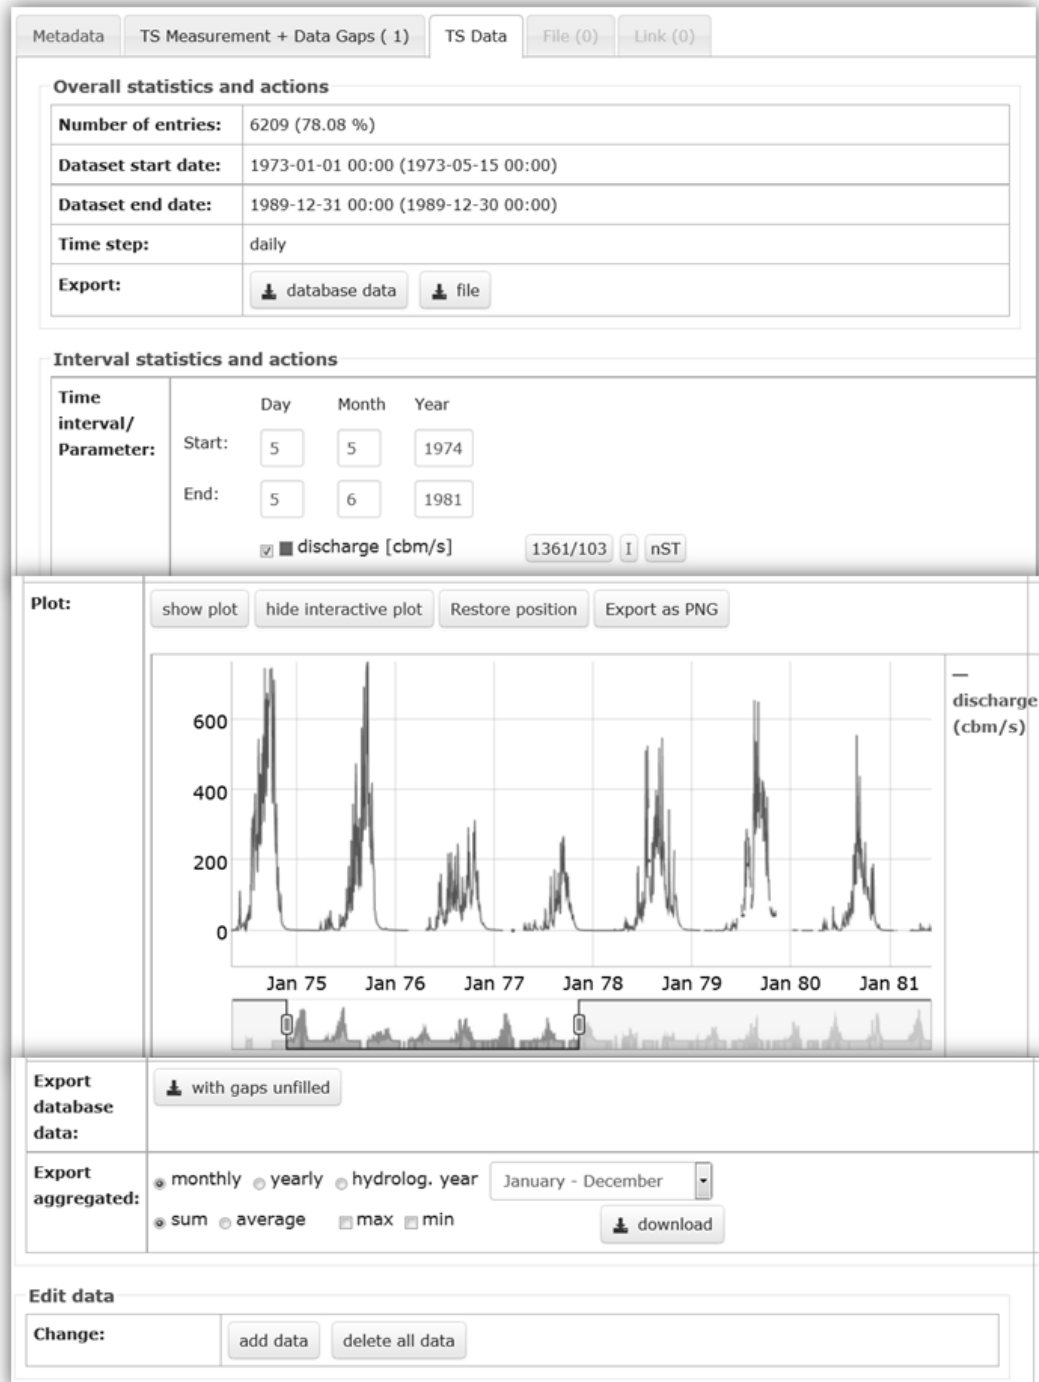 Metadata TS Measurement + Data Gaps ( 1) TS Data File (0) Link (0)
Overall statistics and actions
Number of entries: 6209 (78.08 %)
Dataset start date: 1973-01-01 00:00 (1973-05-15 00:00)
Dataset end date: 1989-12-31 00:00 (1989-12-30 00:00)
Time step: daily
Export: database data file
Interval statistics and actions
Time
interval/
Parameter:
Day Month Year
Start: 5 5 1974
End: 5 6 1981
discharge [cbm/s] 1361/103 I nST
Plot: show plot hide interactive plot Restore position Export as PNG
discharge
(cbm/s)
600
400
200
0
Jan 75 Jan 76 Jan 77 Jan 78 Jan 79 Jan 80 Jan 81
Export
database
data:
with gaps unfilled
Export
aggregated:
monthly yearly hydrolog. year January - December
sum average max min download
Edit data
Change: add data delete all data